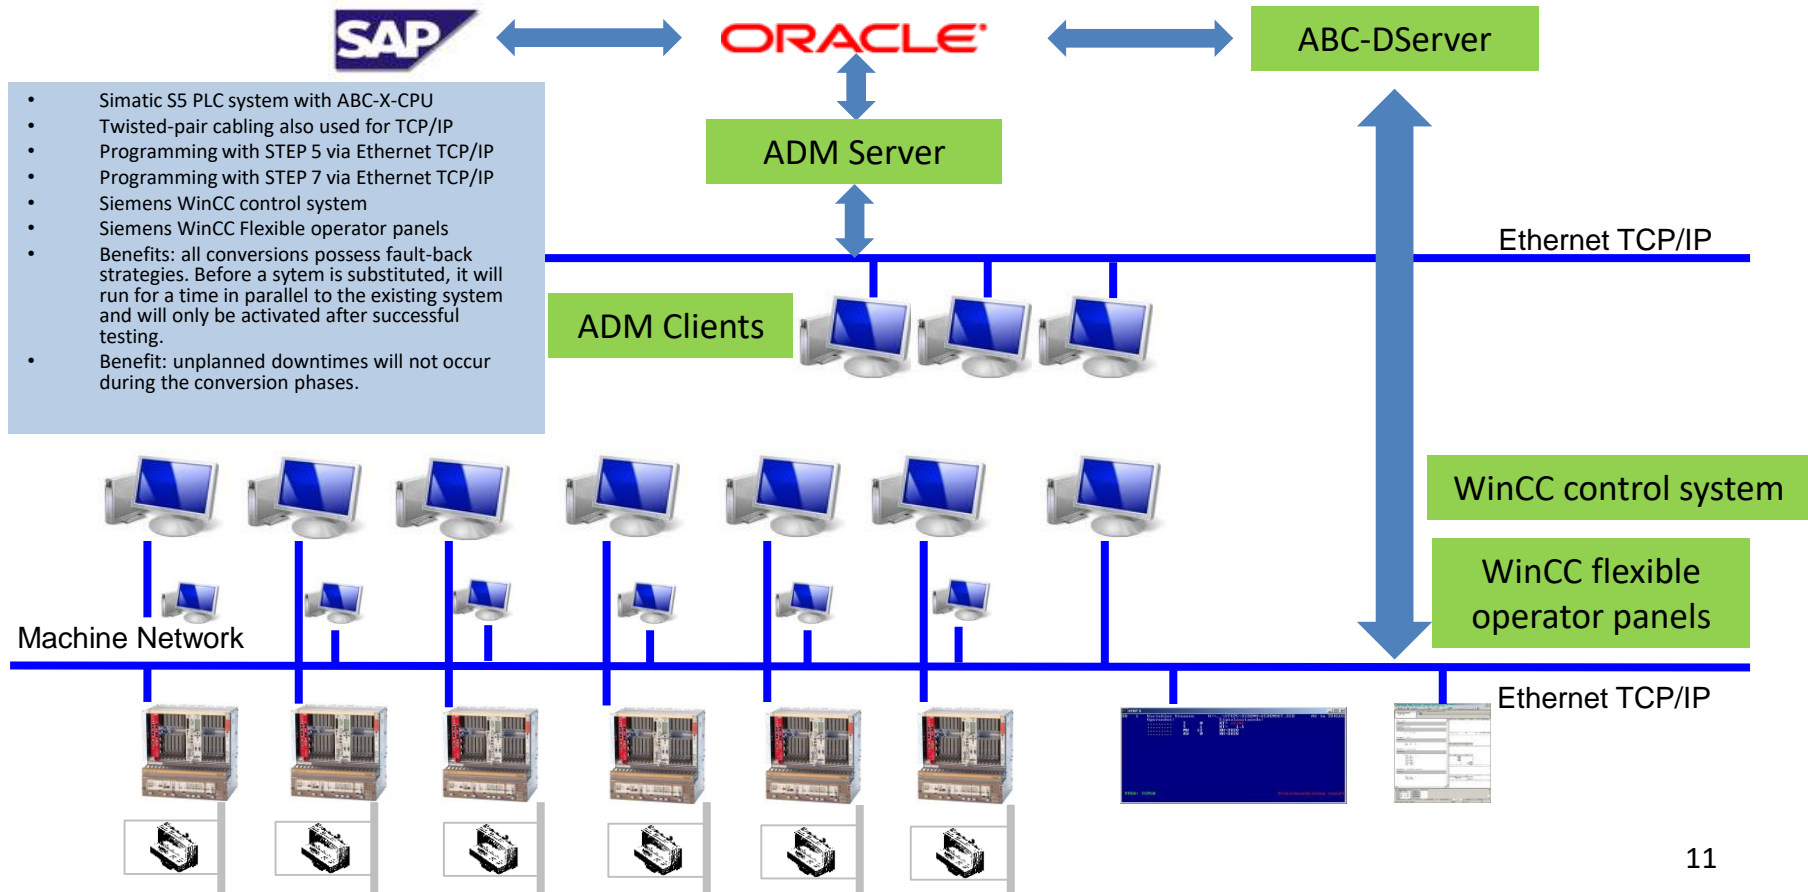 SAP
ORACLE
ABC-DServer
• Simatic S5 PLC system with ABC-X-CPU
• Twisted-pair cabling also used for TCP/IP
• Programming with STEP 5 via Ethernet TCP/IP
• Programming with STEP 7 via Ethernet TCP/IP
• Siemens WinCC control system
• Siemens WinCC Flexible operator panels
• Benefits: all conversions possess fault-back
strategies. Before a sytem is substituted, it will
run for a time in parallel to the existing system
and will only be activated after successful
testing.
• Benefit: unplanned downtimes will not occur
during the conversion phases.
ADM Server
Ethernet TCP/IP
ADM Clients
WinCC control system
WinCC flexible
operator panels
Machine Network
Ethernet TCP/IP
11